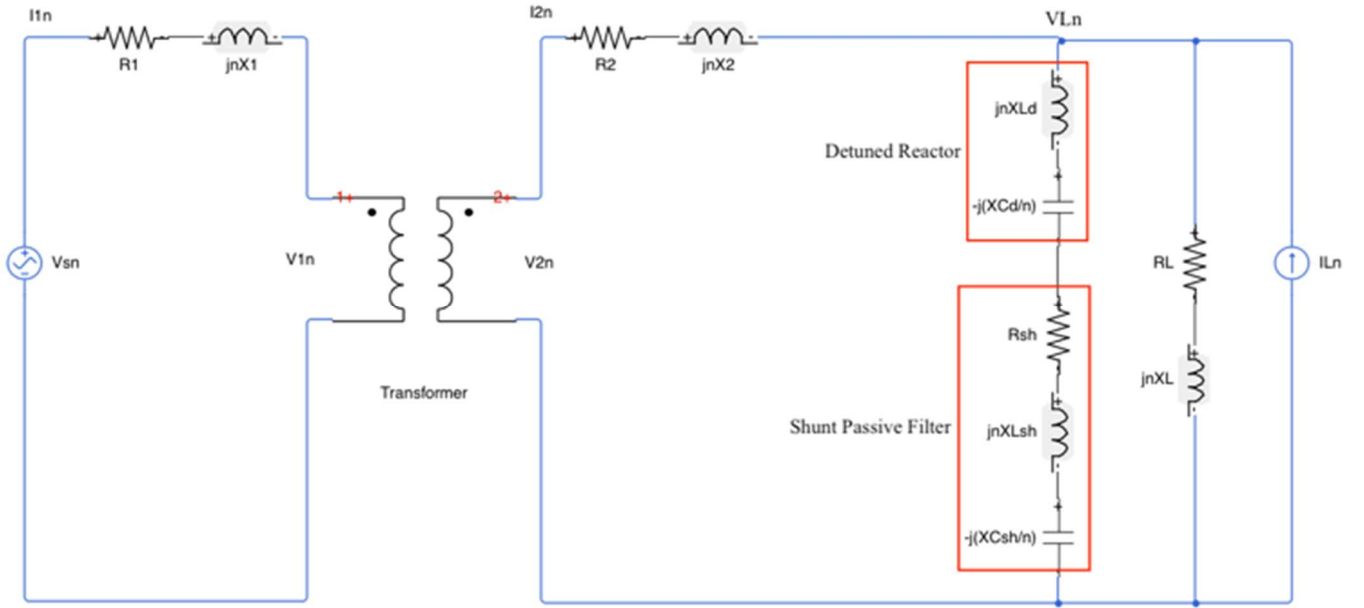 I1n
I2n
VLn
R1
jnX1
R2
jnX2
jnXLd
Detuned Reactor
1+
2+
-j(XCd/n)
Vsn
V1n
V2n
RL
ILn
Rsh
Transformer
jnXL
Shunt Passive Filter
jnXLsh
-j(XCsh/n)